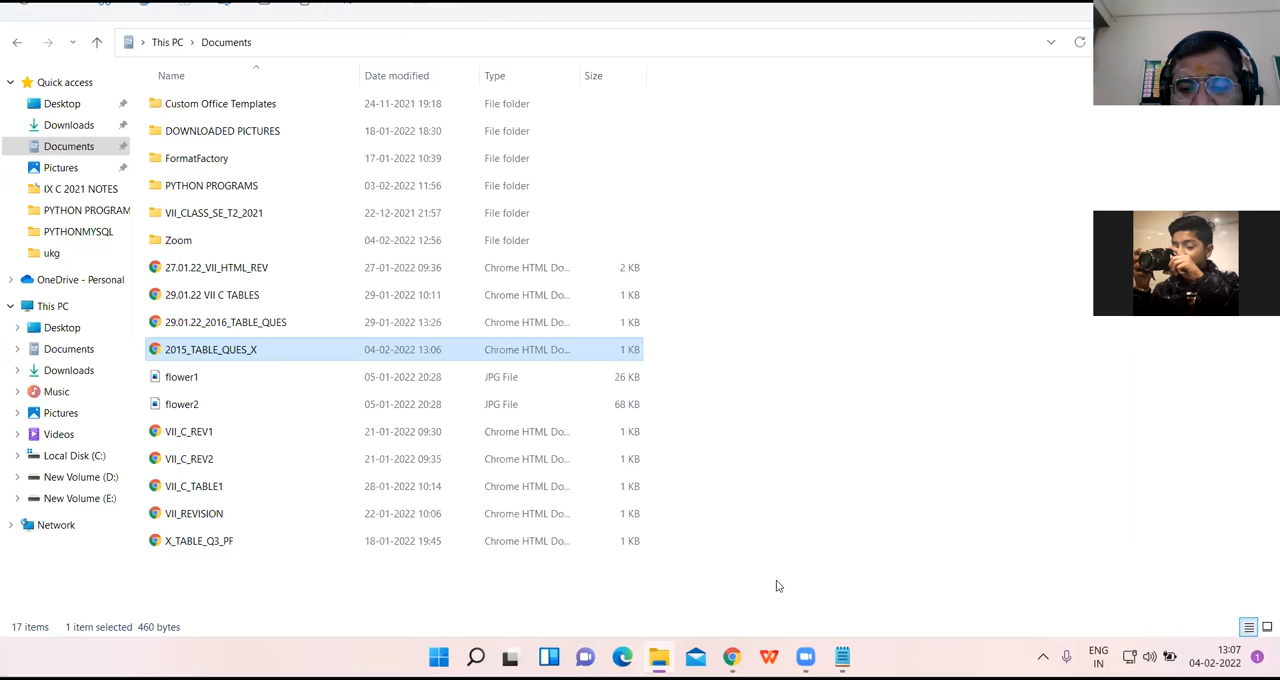 This PC > Documents
Name Date modified Type Size
Quick access
Desktop
Downloads
Documents
Pictures
IX C 2021 NOTES
PYTHON PROGRAM
PYTHONMYSQL
ukg
OneDrive - Personal
This PC
Desktop
Documents
Downloads
Music
Pictures
Videos
Local Disk (C:)
New Volume (D:)
New Volume (E:)
Network
Custom Office Templates 24-11-2021 19:18 File folder
DOWNLOADED PICTURES 18-01-2022 18:30 File folder
FormatFactory 17-01-2022 10:39 File folder
PYTHON PROGRAMS 03-02-2022 11:56 File folder
VII_CLASS_SE_T2_2021 22-12-2021 21:57 File folder
Zoom 04-02-2022 12:56 File folder
27.01.22_VII_HTML_REV 27-01-2022 09:36 Chrome HTML Do... 2 KB
29.01.22 VII C TABLES 29-01-2022 10:11 Chrome HTML Do... 1 KB
29.01.22_2016_TABLE_QUES 29-01-2022 13:26 Chrome HTML Do... 1 KB
2015_TABLE_QUES_X 04-02-2022 13:06 Chrome HTML Do... 1 KB
flower1 05-01-2022 20:28 JPG File 26 KB
flower2 05-01-2022 20:28 JPG File 68 KB
VII_C_REV1 21-01-2022 09:30 Chrome HTML Do... 1 KB
VII_C_REV2 21-01-2022 09:35 Chrome HTML Do... 1 KB
VII_C_TABLE1 28-01-2022 10:14 Chrome HTML Do... 1 KB
VII_REVISION 22-01-2022 10:06 Chrome HTML Do... 1 KB
X_TABLE_Q3_PF 18-01-2022 19:45 Chrome HTML Do... 1 KB
17 items 1 item selected 460 bytes
ENG
IN
13:07
04-02-2022
1